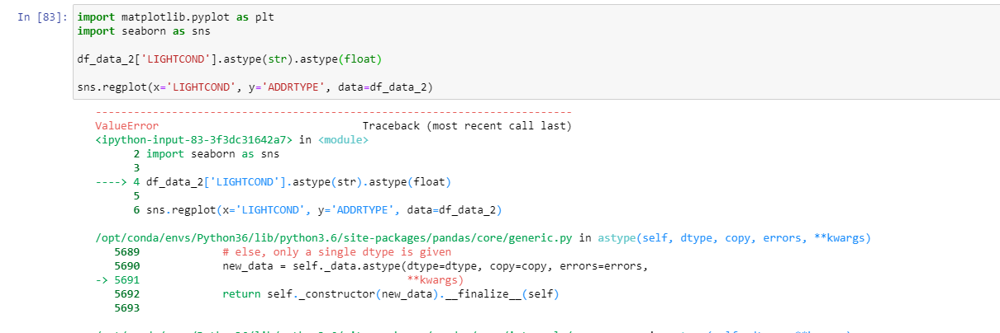 In [83]: import matplotlib.pyplot as plt
import seaborn as sns
df_data_2['LIGHTCOND'].astype(str).astype(float)
sns.regplot(x='LIGHTCOND', y='ADDRTYPE', data=df_data_2)
---------------------------------------------------------------------------
ValueError                                Traceback (most recent call last)
<ipython-input-83-3f3dc31642a7> in <module>
      2 import seaborn as sns
      3
----> 4 df_data_2['LIGHTCOND'].astype(str).astype(float)
      5
      6 sns.regplot(x='LIGHTCOND', y='ADDRTYPE', data=df_data_2)
/opt/conda/envs/Python36/lib/python3.6/site-packages/pandas/core/generic.py in astype(self, dtype, copy, errors, **kwargs)
   5689             # else, only a single dtype is given
   5690             new_data = self._data.astype(dtype=dtype, copy=copy, errors=errors,
-> 5691                                          **kwargs)
   5692             return self._constructor(new_data).__finalize__(self)
   5693